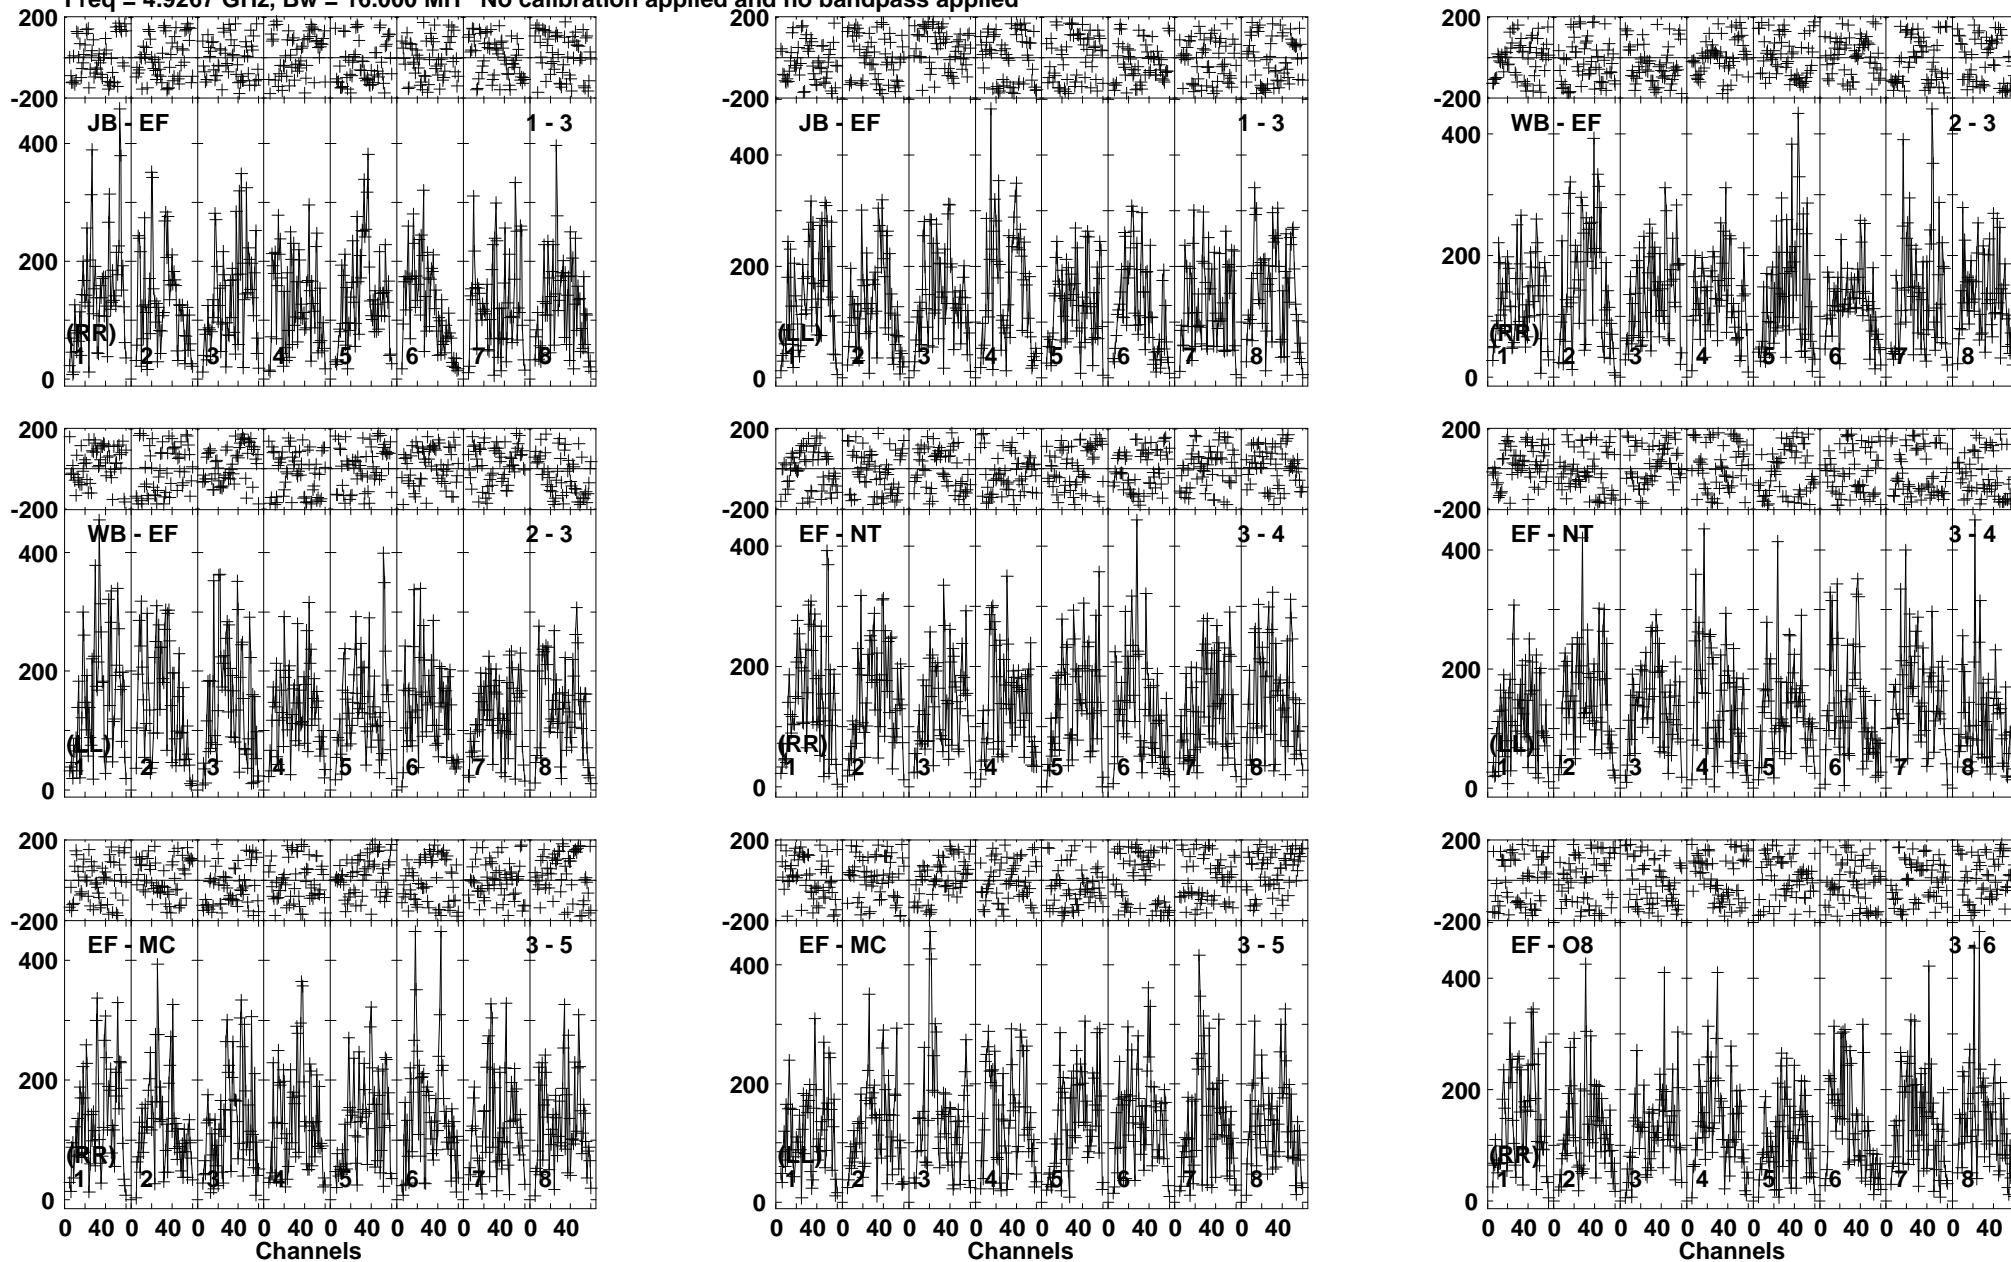 Freq = 4.9267 GHz, Bw = 16.000 MH No calibration applied and no bandpass applied
200 200 200
-200 -200 -200
JB - EF 1 - 3 JB - EF 1 - 3 WB - EF 2 - 3
400 400 400
200 200 200
(RR) (LL) (RR)
1 2 3 4 5 6 7 8 1 2 3 4 5 6 7 8 1 2 3 4 5 6 7 8
0 0 0
200 200 200
-200 -200 -200
WB - EF 2 - 3 EF - NT 3 - 4 EF - NT 3 - 4
400 400 400
200 200 200
(LL) (RR) (LL)
1 2 3 4 5 6 7 8 1 2 3 4 5 6 7 8 1 2 3 4 5 6 7 8
0 0 0
200 200 200
-200 -200 -200
EF - MC 3 - 5 EF - MC 3 - 5 EF - O8 3 - 6
400 400 400
200 200 200
(RR) (LL) (RR)
1 2 3 4 5 6 7 8 1 2 3 4 5 6 7 8 1 2 3 4 5 6 7 8
0 0 0
0 40 0 40 0 40 0 40 0 40 0 40 0 40 0 40 0 40 0 40 0 40 0 40 0 40 0 40 0 40 0 40 0 40 0 40 0 40 0 40 0 40 0 40 0 40 0 40
Channels Channels Channels